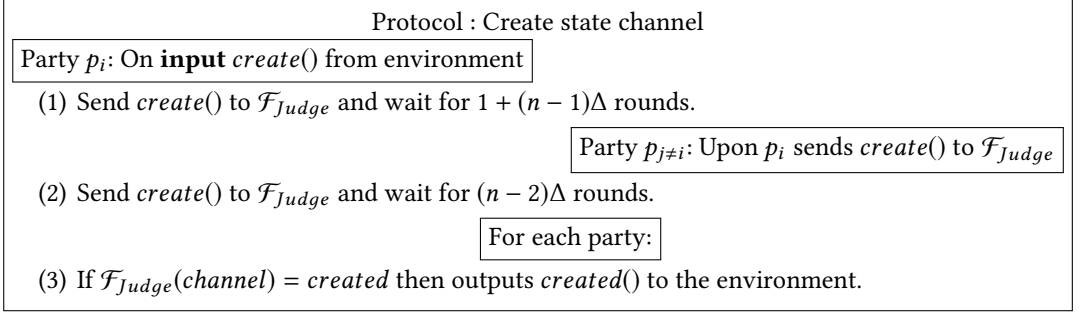 Protocol : Create state channel
Party pᵢ: On input create() from environment
(1) Send create() to ℱ_Judge and wait for 1 + (n − 1)Δ rounds.
Party p_{j≠i}: Upon pᵢ sends create() to ℱ_Judge
(2) Send create() to ℱ_Judge and wait for (n − 2)Δ rounds.
For each party:
(3) If ℱ_Judge(channel) = created then outputs created() to the environment.